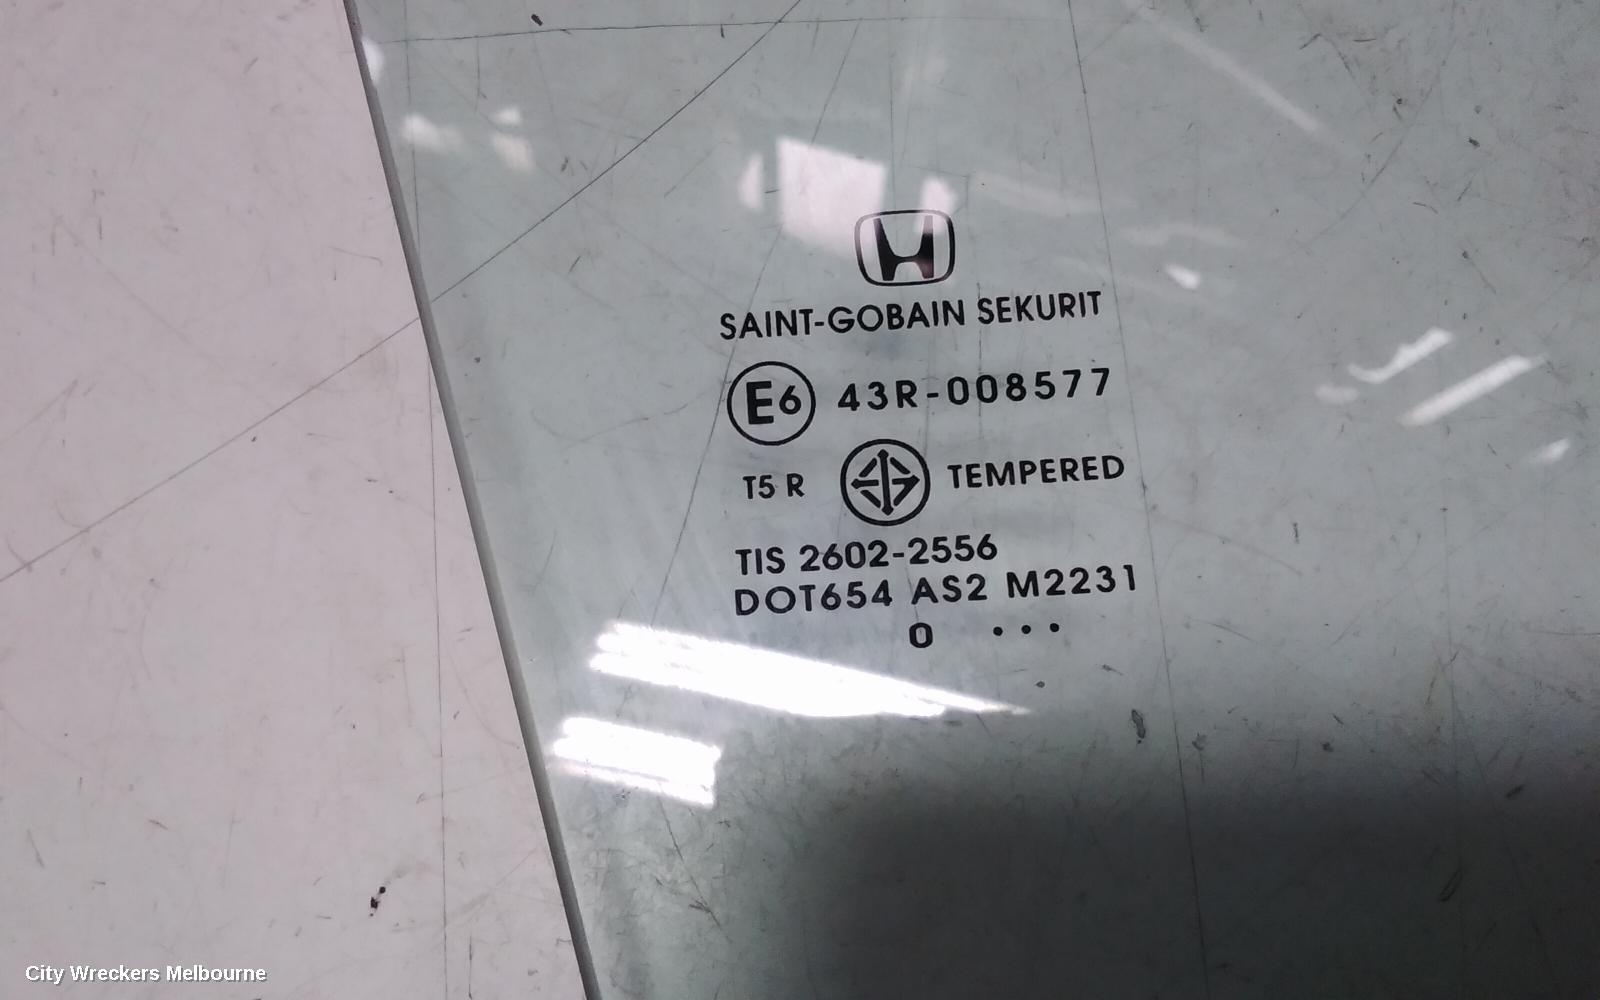 SAINT-GOBAIN SEKURIT
E6 43R-008577
T5 R TEMPERED
TIS 2602-2556
DOT654 AS2 M2231
0 • • •
City Wreckers Melbourne